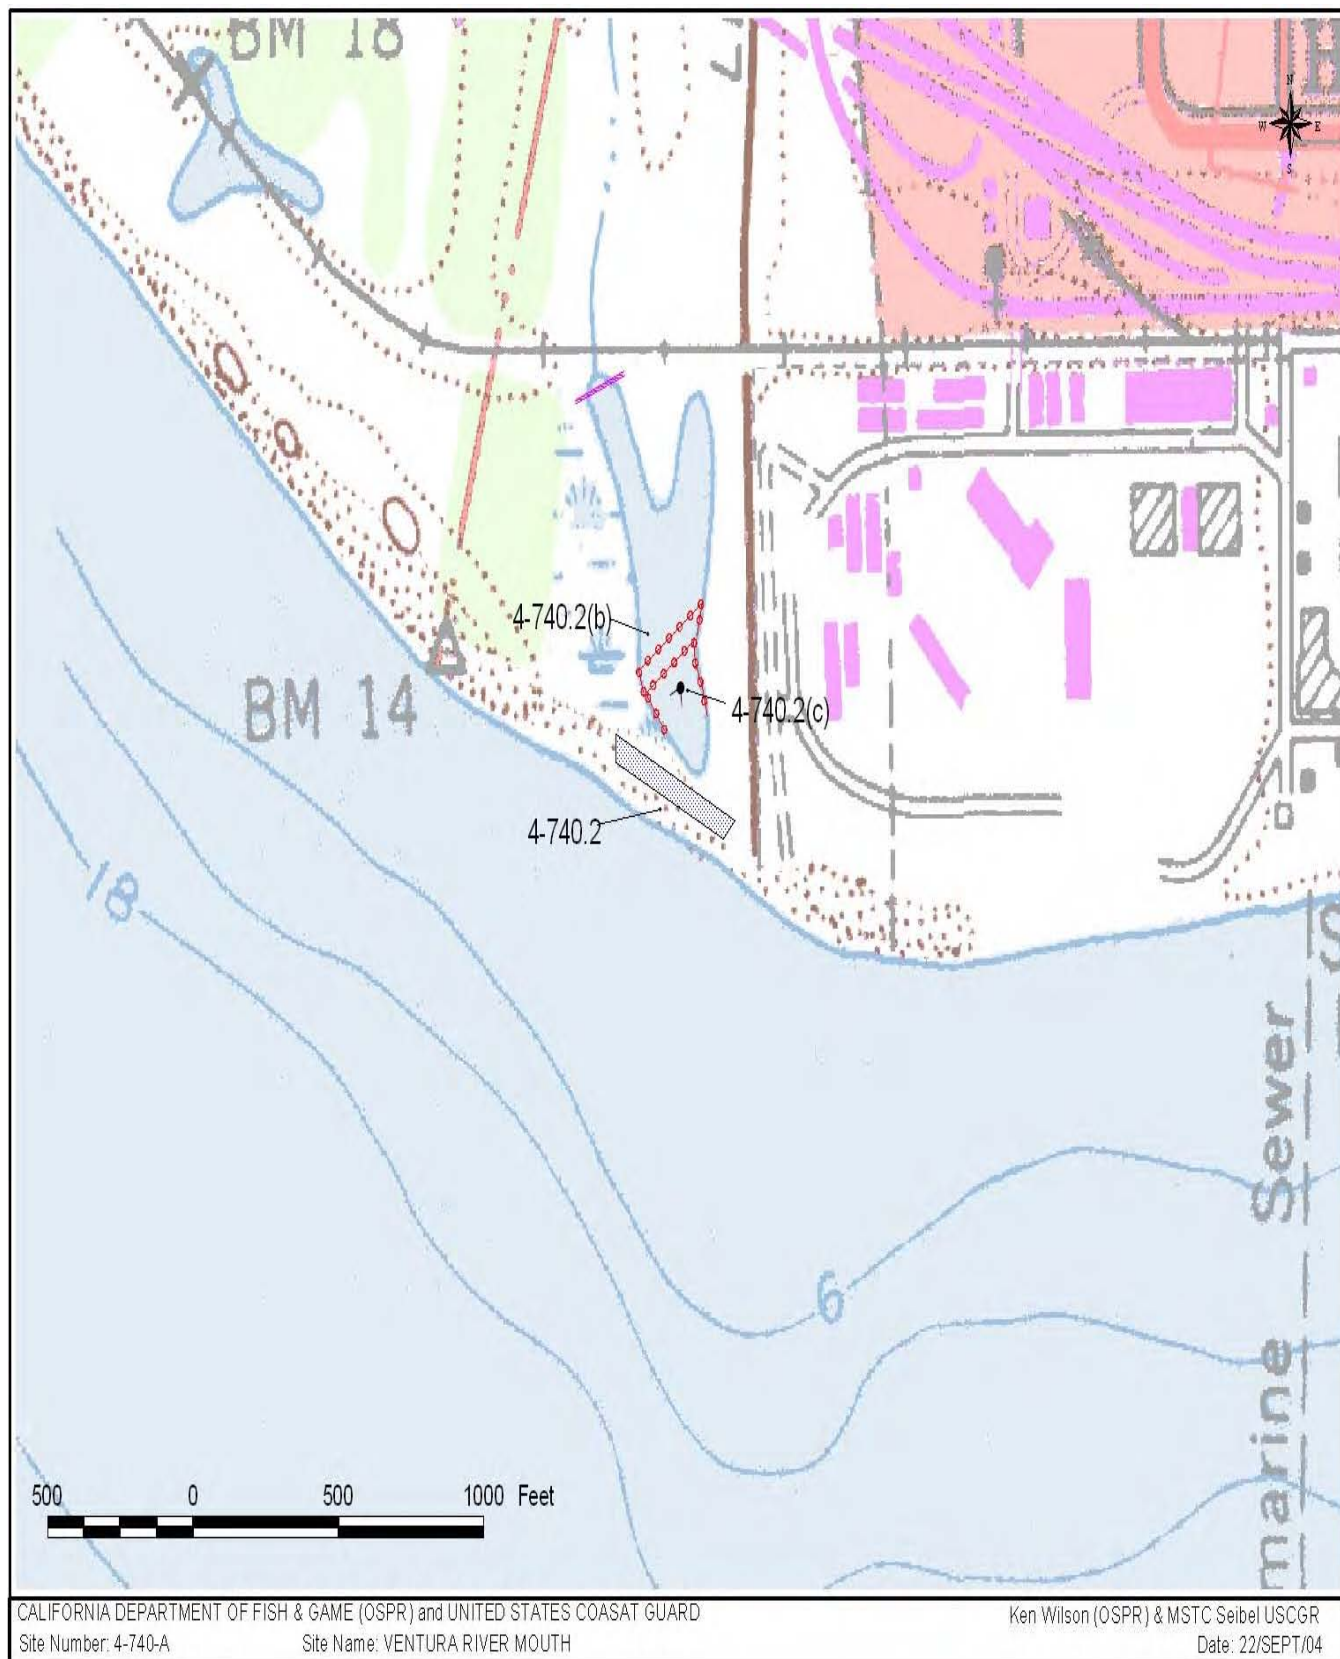 BM 18
N
W E
S
4-740.2(b)
BM 14
4-740.2(c)
4-740.2
18
6
marine Sewer
500 0 500 1000 Feet
CALIFORNIA DEPARTMENT OF FISH & GAME (OSPR) and UNITED STATES COASAT GUARD
Ken Wilson (OSPR) & MSTC Seibel USCGR
Site Number: 4-740-A Site Name: VENTURA RIVER MOUTH
Date: 22/SEPT/04